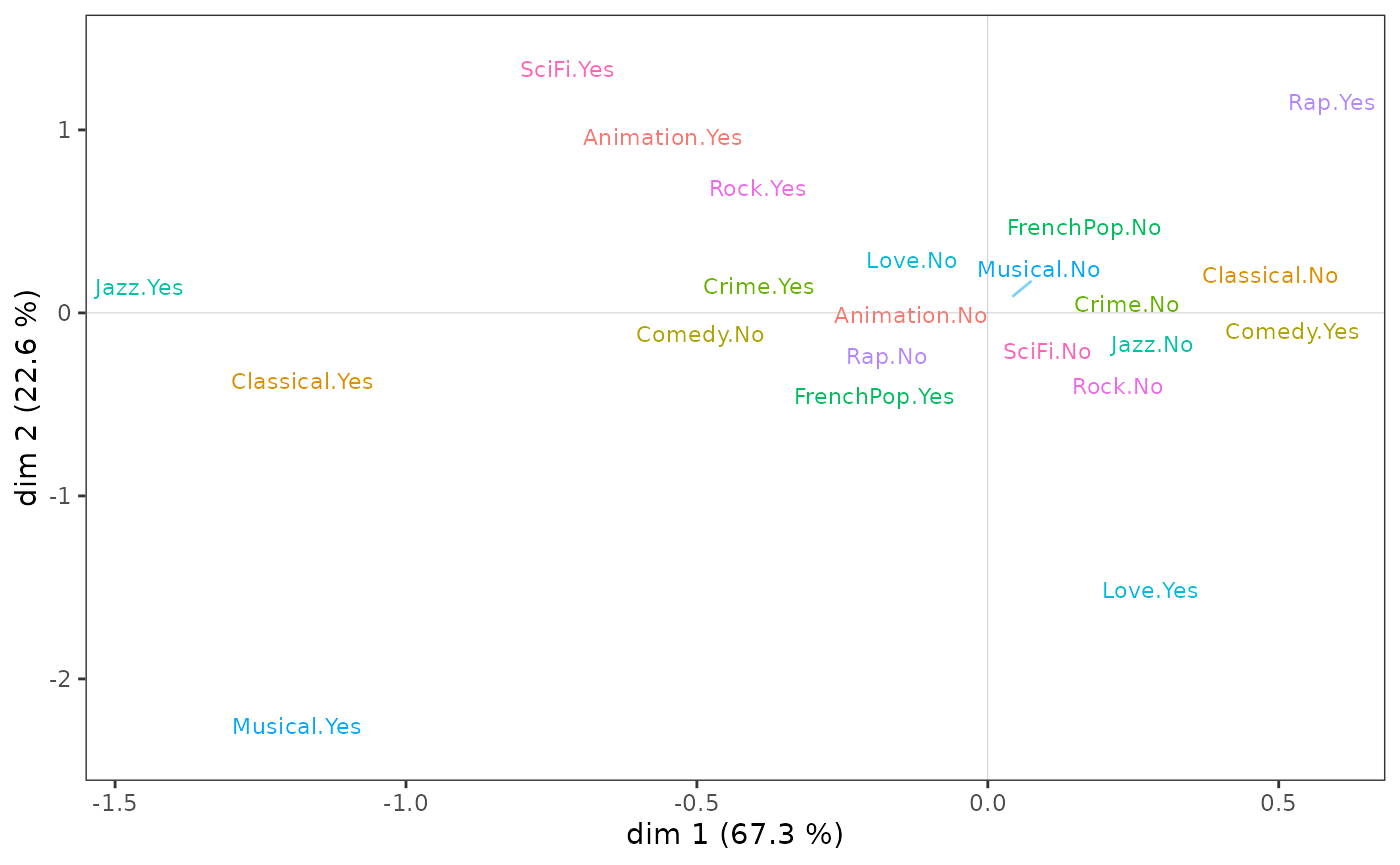 SciFi.Yes
Rap.Yes
1
Animation.Yes
Rock.Yes
FrenchPop.No
Love.No
Musical.No
Classical.No
Jazz.Yes
Crime.Yes
Crime.No
0
Animation.No
Comedy.No
Comedy.Yes
Jazz.No
SciFi.No
Rap.No
Classical.Yes
Rock.No
FrenchPop.Yes
dim 2 (22.6 %)
-1
Love.Yes
-2
Musical.Yes
-1.5 -1.0 -0.5 0.0 0.5
dim 1 (67.3 %)